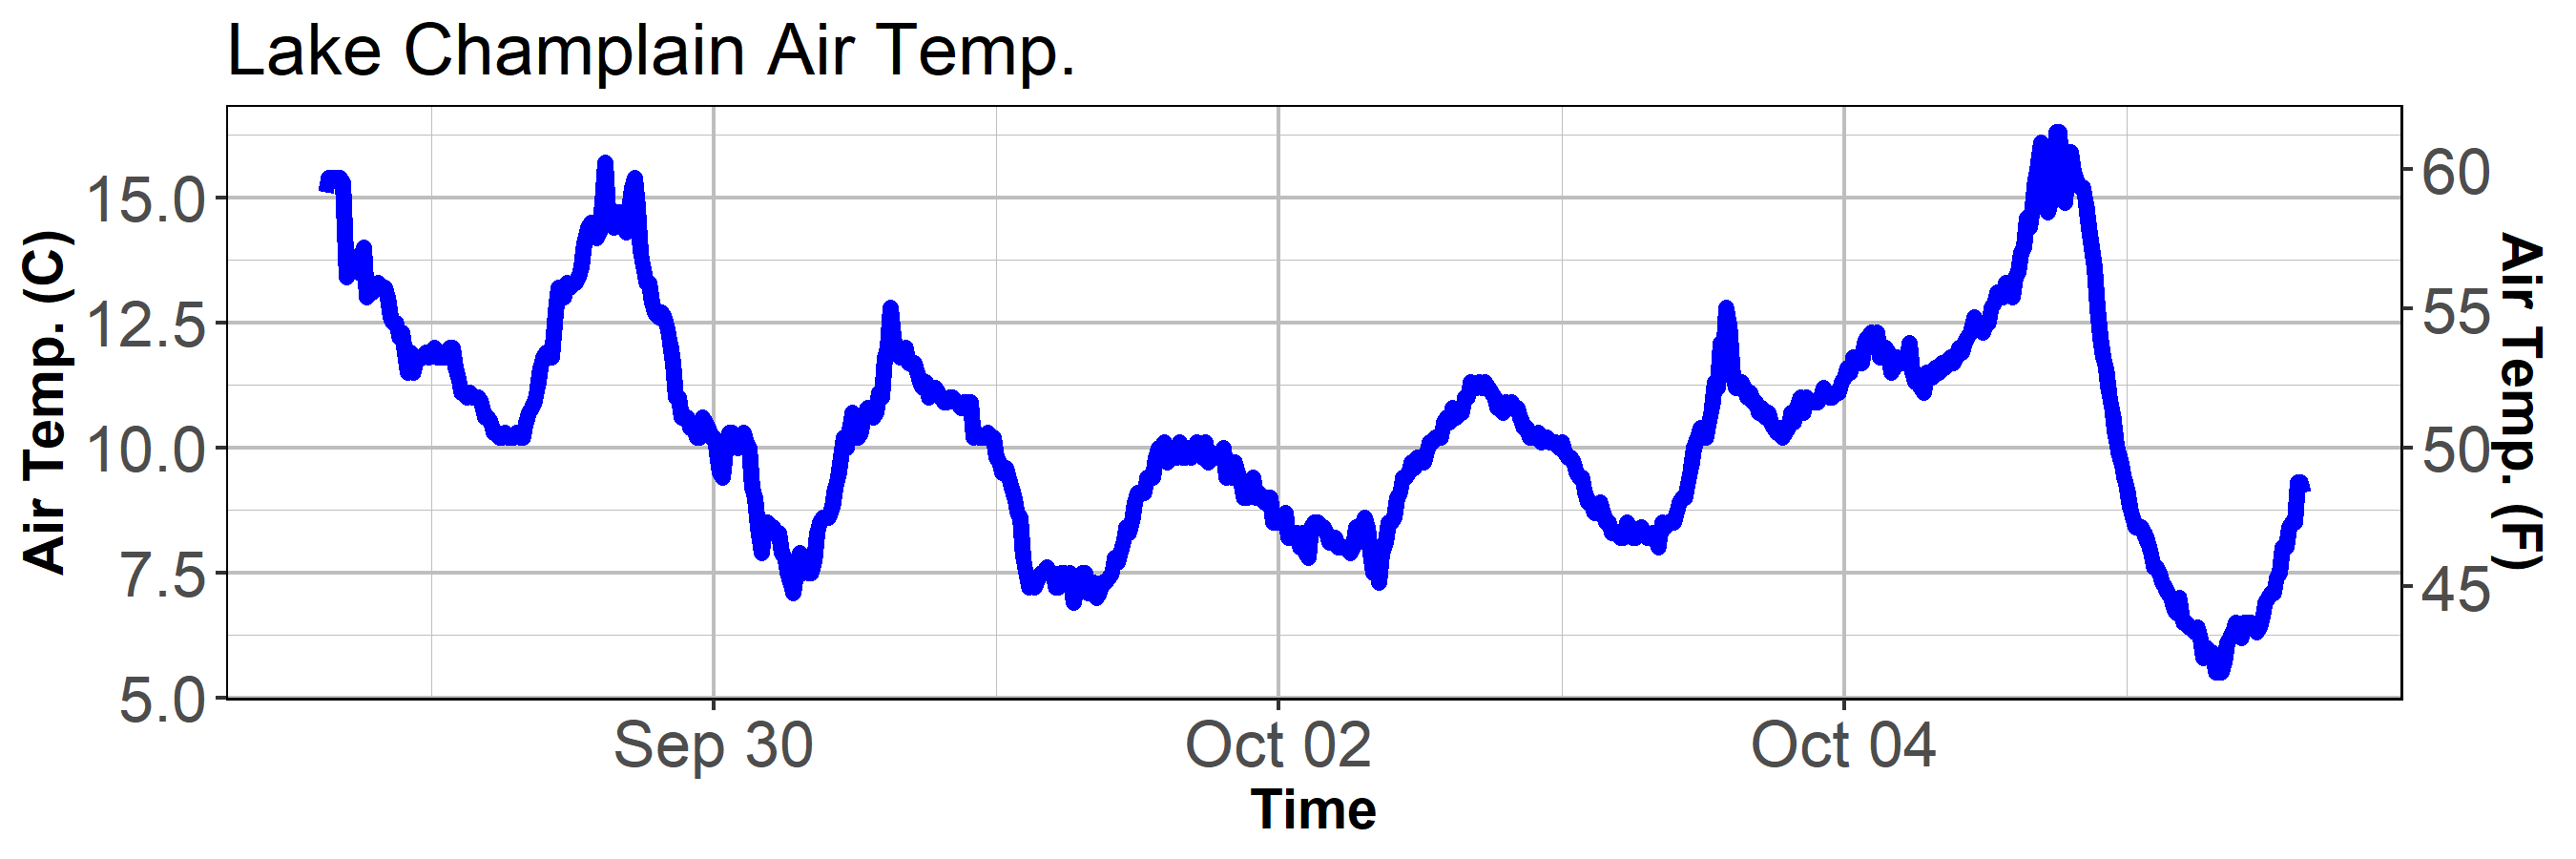 Lake Champlain Air Temp.
Air Temp. (C)
15.0
12.5
10.0
7.5
5.0
60
55
50
45
Air Temp. (F)
Sep 30
Oct 02
Oct 04
Time